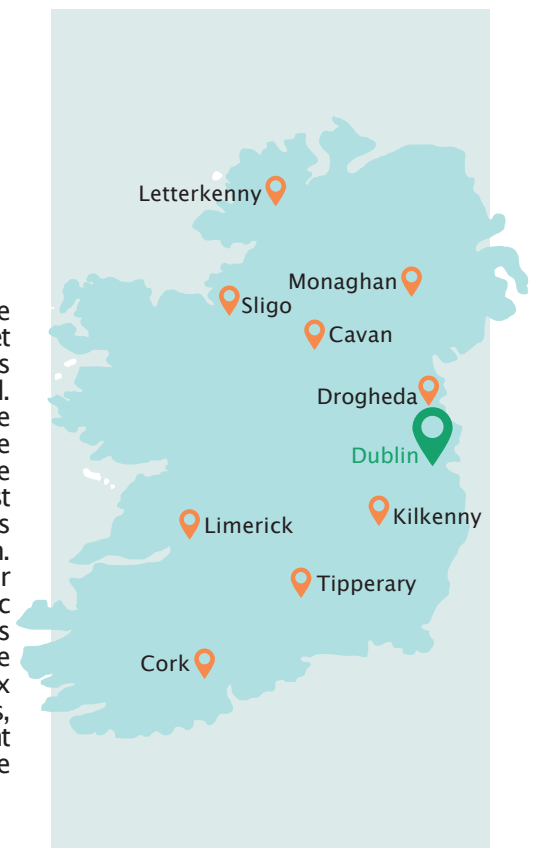 Letterkenny
Monaghan
Sligo
Cavan
Drogheda
Dublin
Kilkenny
Limerick
Tipperary
Cork